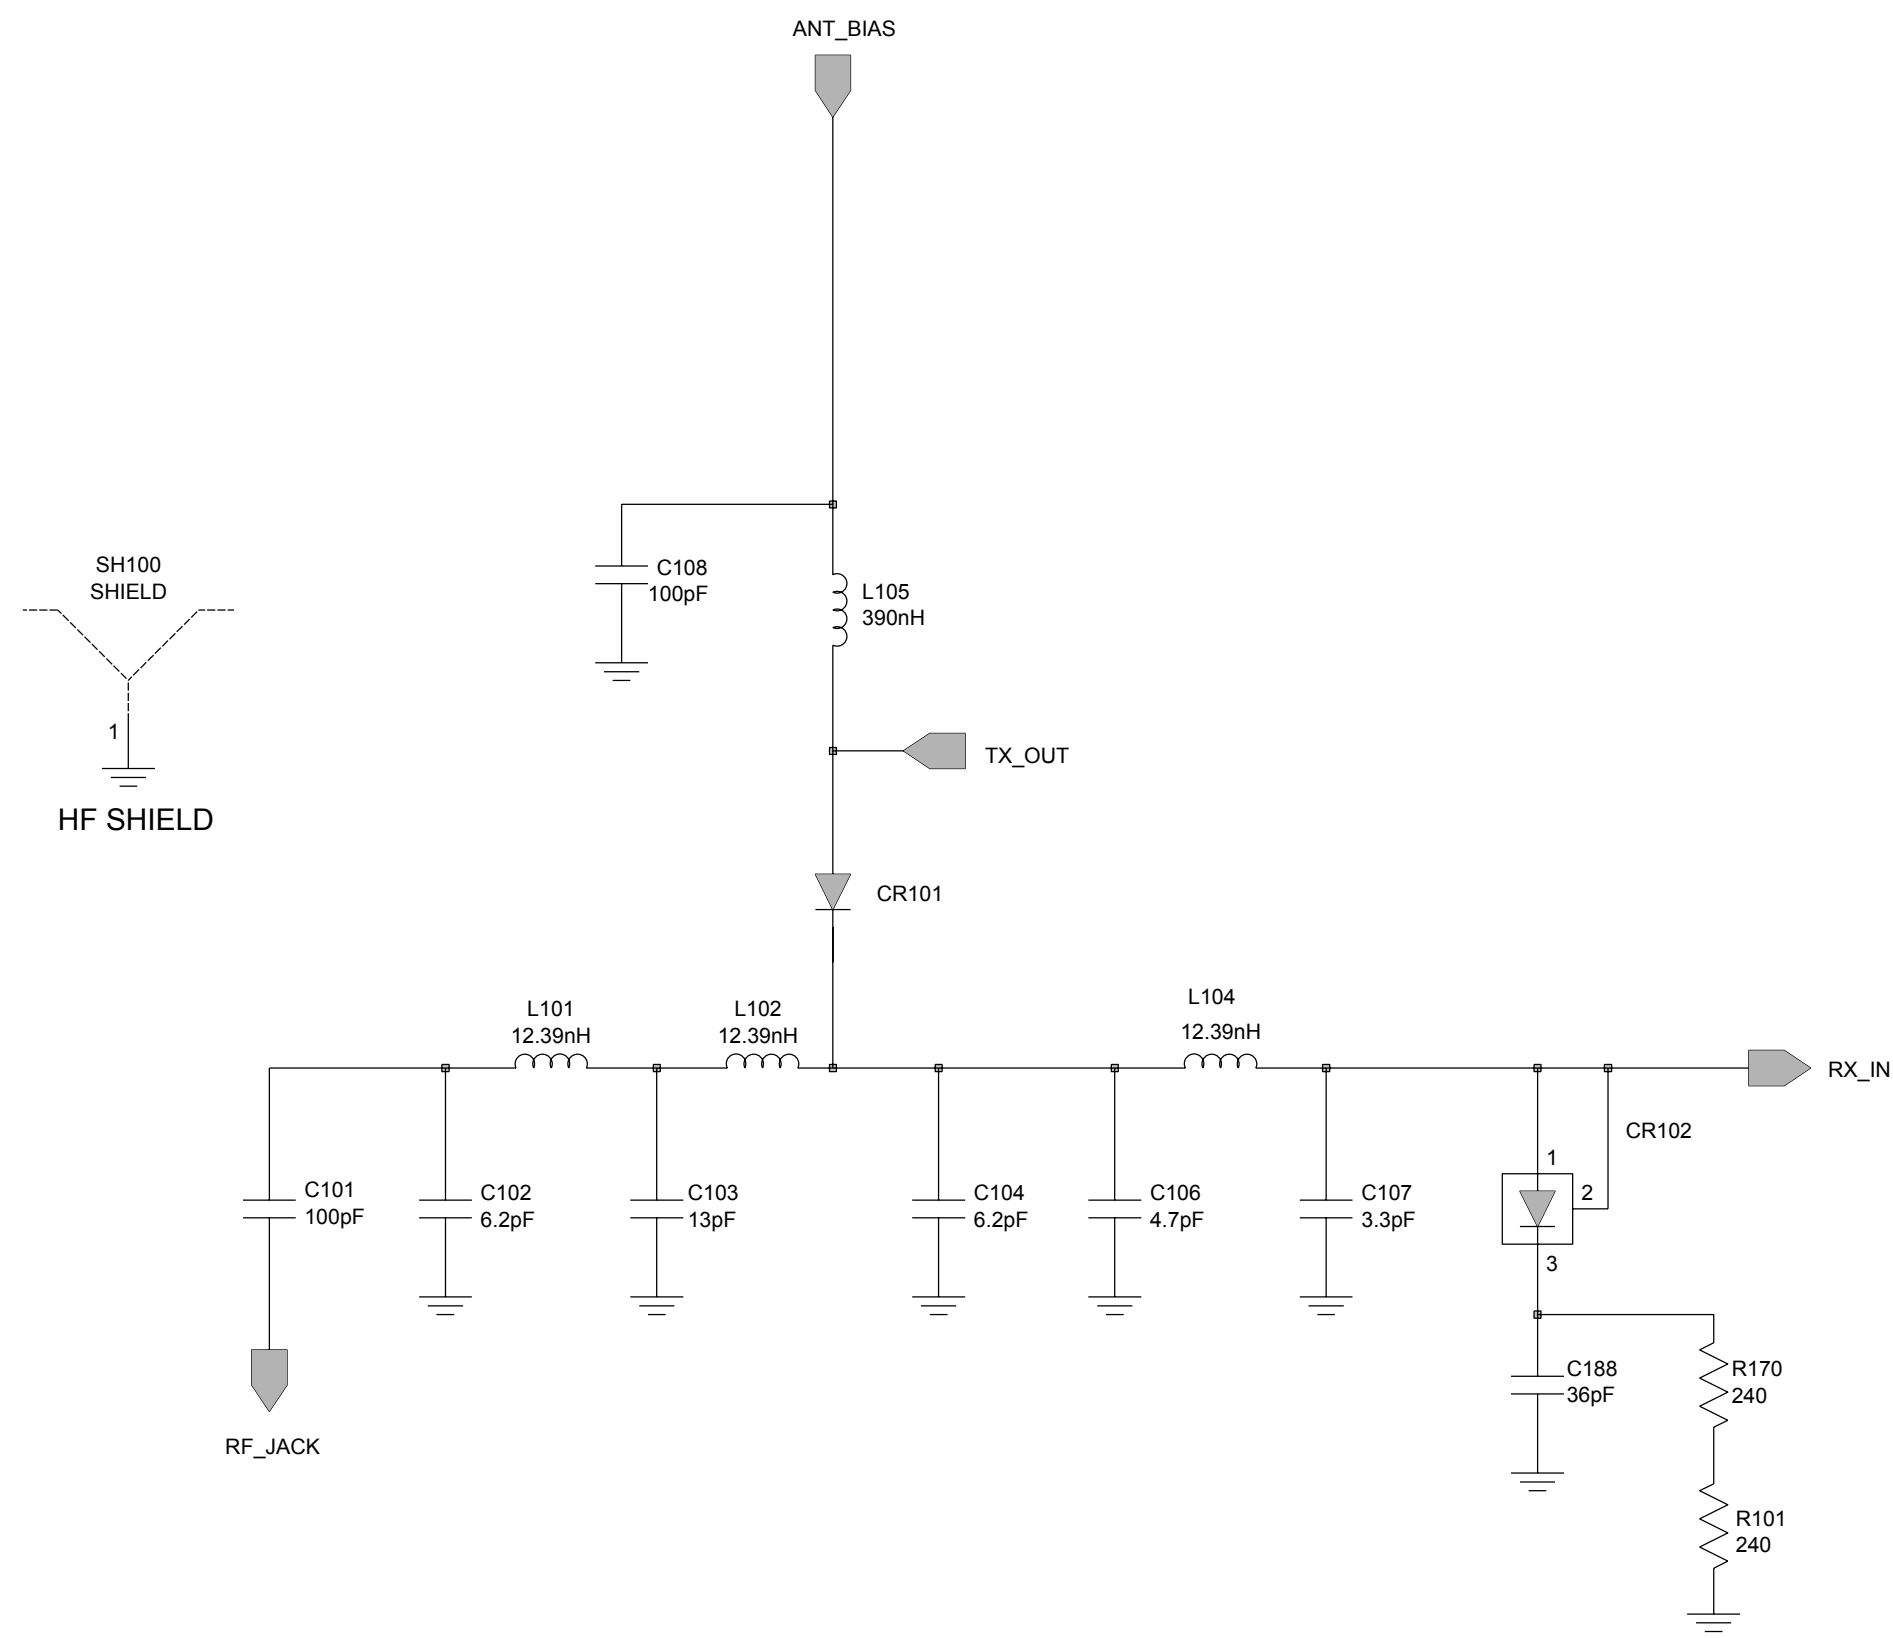 ANT_BIAS
SH100
SHIELD
1
HF SHIELD
C108
100pF
L105
390nH
TX_OUT
CR101
L101
12.39nH
L102
12.39nH
L104
12.39nH
RX_IN
CR102
1
2
3
C101
100pF
C102
6.2pF
C103
13pF
C104
6.2pF
C106
4.7pF
C107
3.3pF
RF_JACK
C188
36pF
R170
240
R101
240